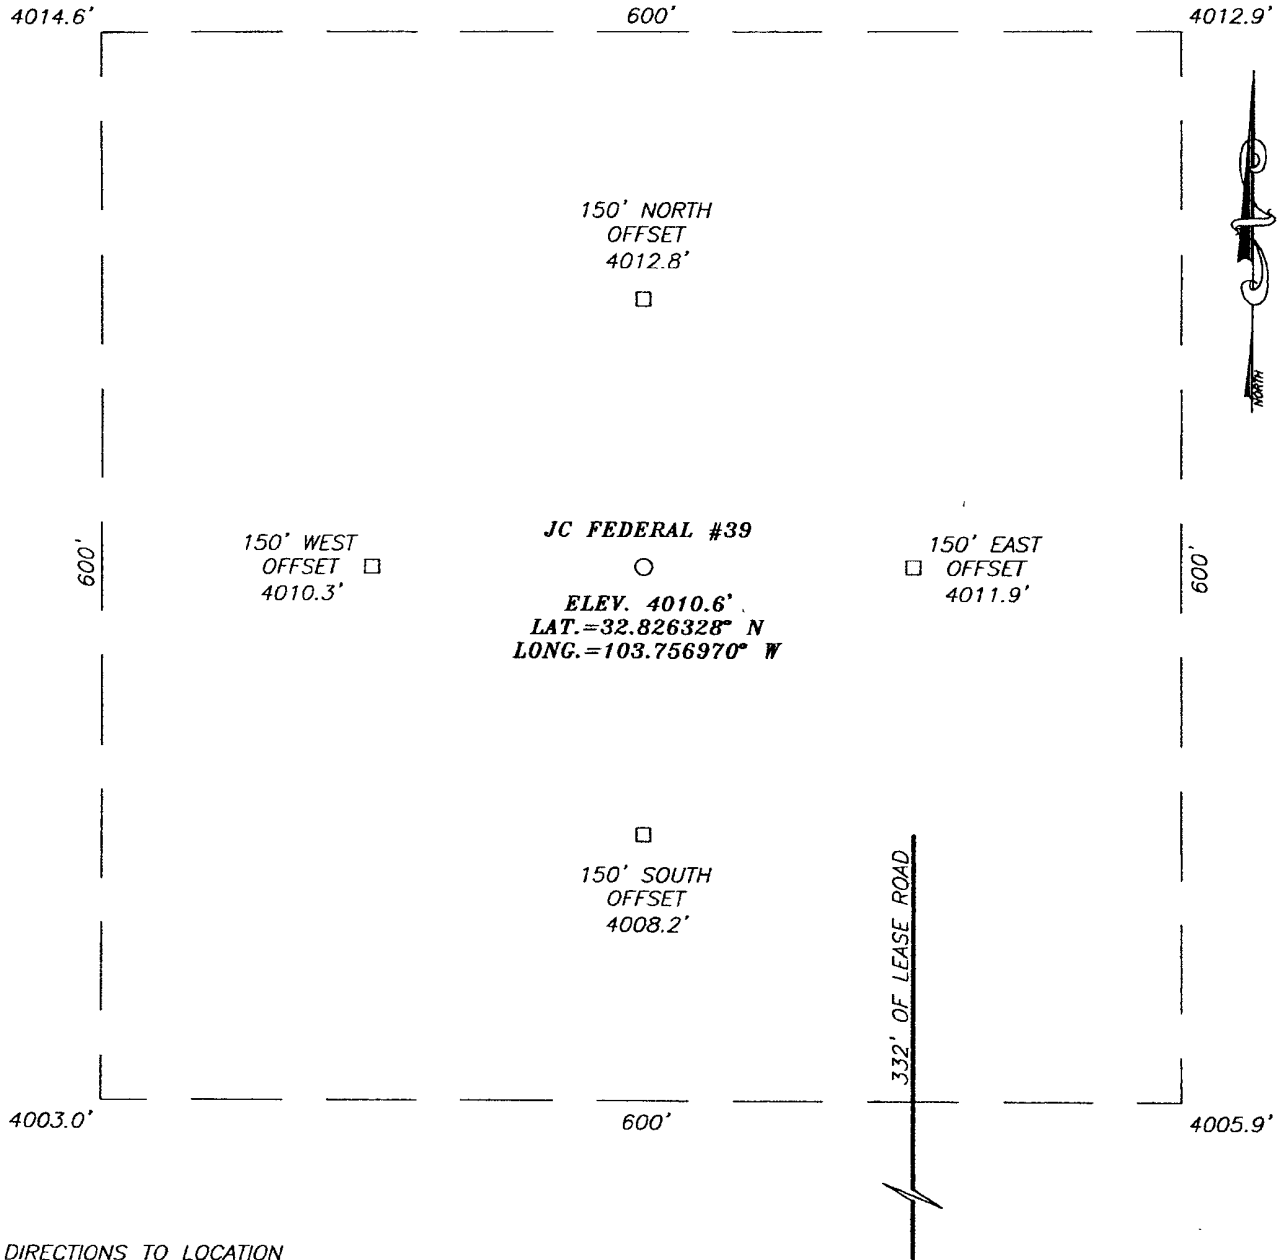 4014.6'
600'
4012.9'
150' NORTH
OFFSET
4012.8'
NORTH
JC FEDERAL #39
ELEV. 4010.6'
LAT.=32.826328° N
LONG.=103.756970° W
150' WEST
OFFSET
4010.3'
150' EAST
OFFSET
4011.9'
600'
600'
150' SOUTH
OFFSET
4008.2'
332' OF LEASE ROAD
4003.0'
600'
4005.9'
DIRECTIONS TO LOCATION